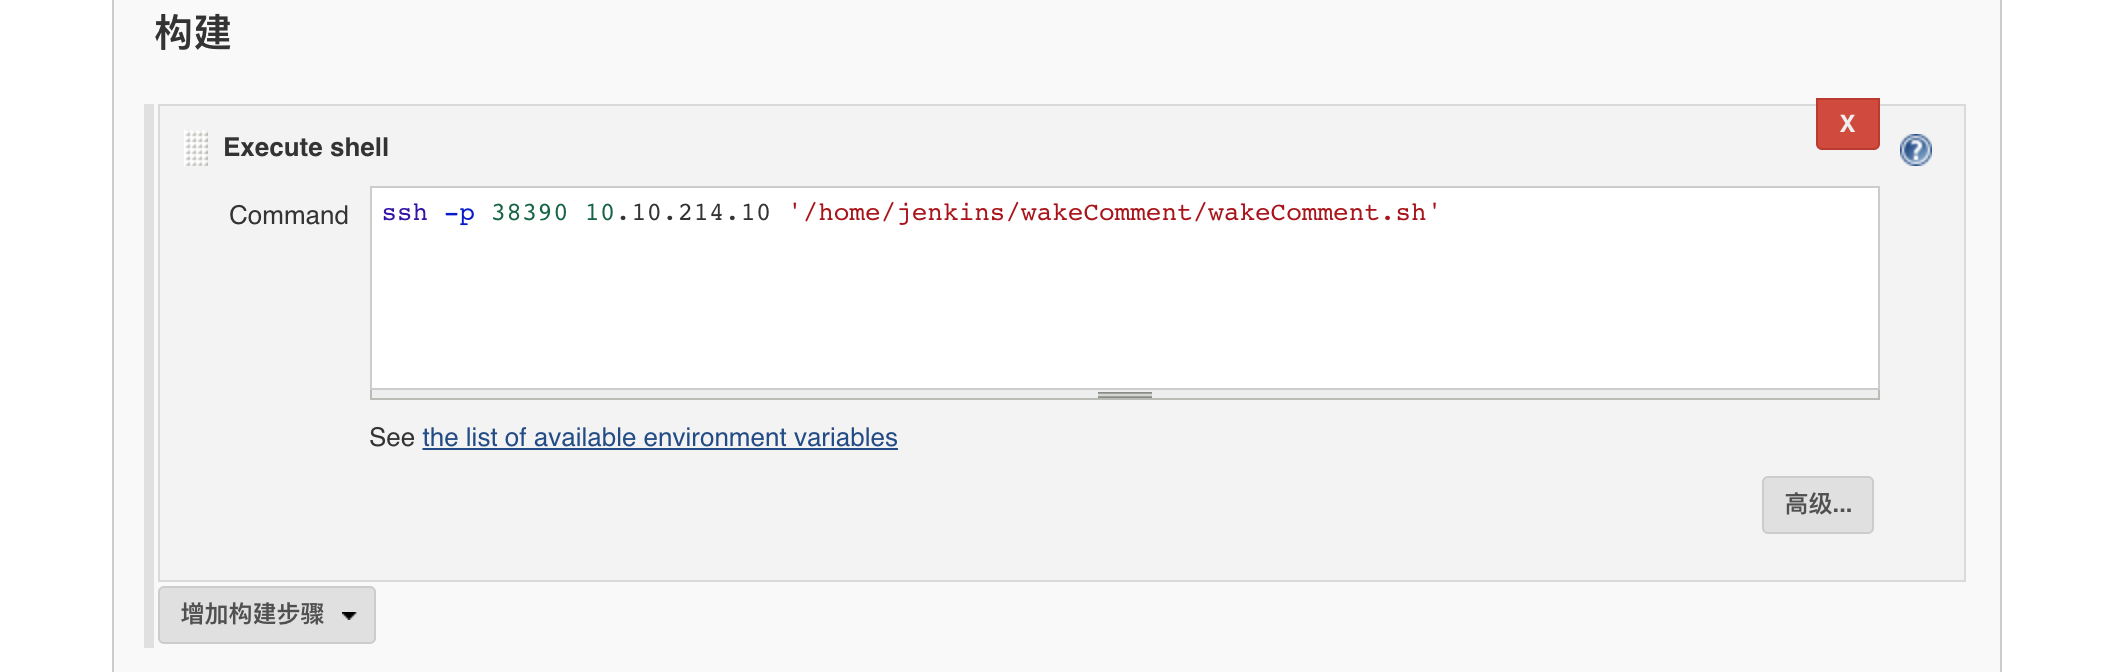 构建
Execute shell
X
Command
ssh -p 38390 10.10.214.10 '/home/jenkins/wakeComment/wakeComment.sh'
See the list of available environment variables
高级...
增加构建步骤